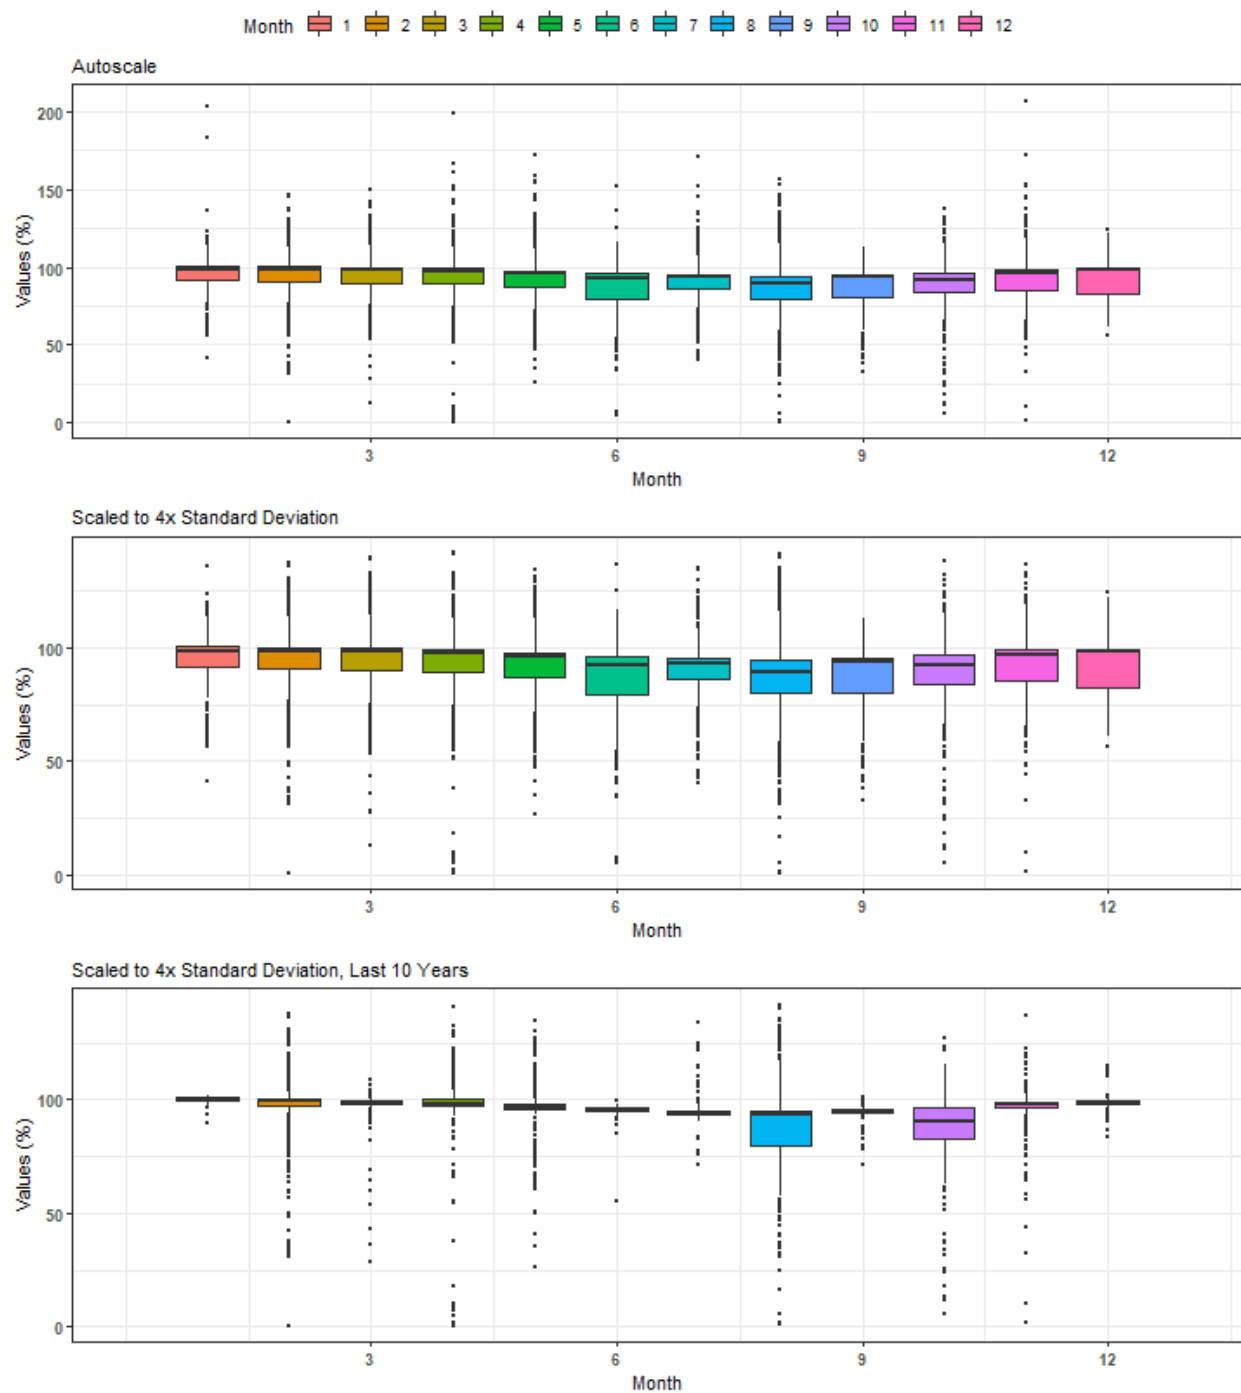 Month 1 2 3 4 5 6 7 8 9 10 11 12
Autoscale
Values (%)
200
150
100
50
0
3 6 9 12
Month
Scaled to 4x Standard Deviation
Values (%)
100
50
0
3 6 9 12
Month
Scaled to 4x Standard Deviation, Last 10 Years
Values (%)
100
50
0
3 6 9 12
Month